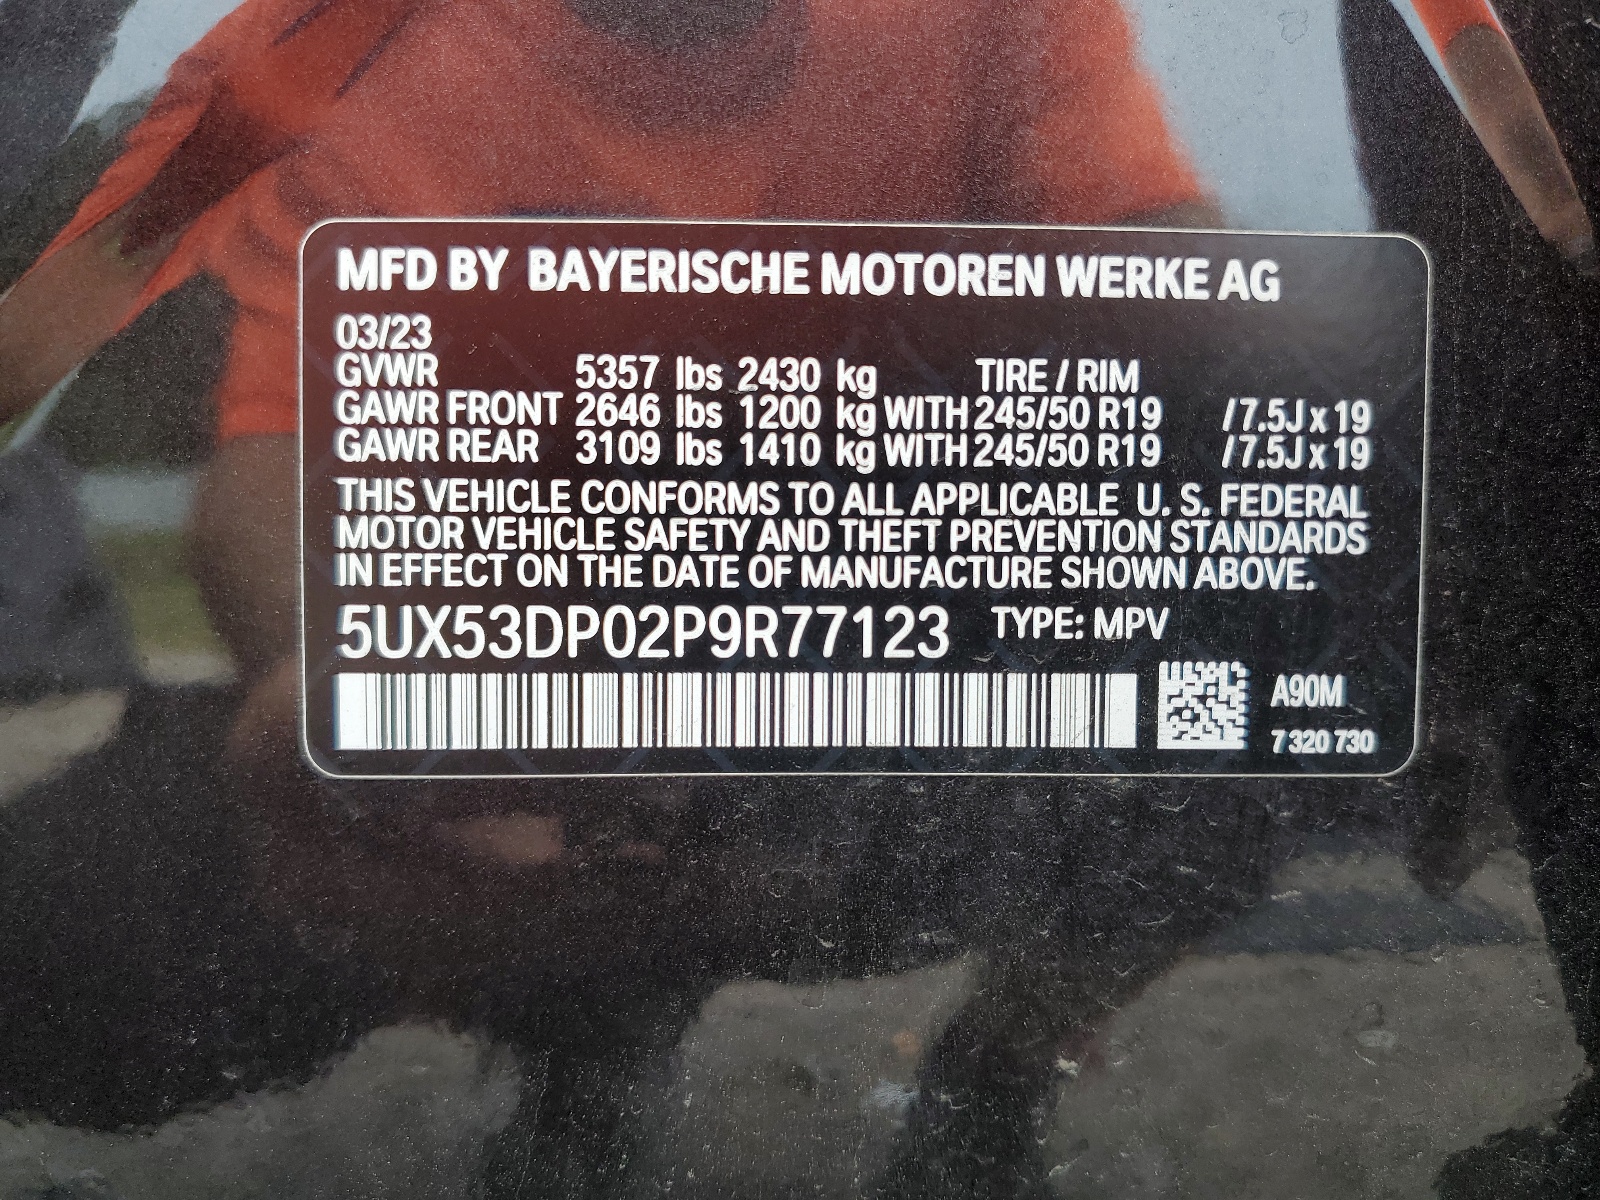 MFD BY BAYERISCHE MOTOREN WERKE AG
03/23
GVWR 5357 lbs 2430 kg TIRE / RIM
GAWR FRONT 2646 lbs 1200 kg WITH 245/50 R19 /7.5J x 19
GAWR REAR 3109 lbs 1410 kg WITH 245/50 R19 /7.5J x 19
THIS VEHICLE CONFORMS TO ALL APPLICABLE U. S. FEDERAL
MOTOR VEHICLE SAFETY AND THEFT PREVENTION STANDARDS
IN EFFECT ON THE DATE OF MANUFACTURE SHOWN ABOVE.
5UX53DP02P9R77123 TYPE: MPV
A90M
7 320 730